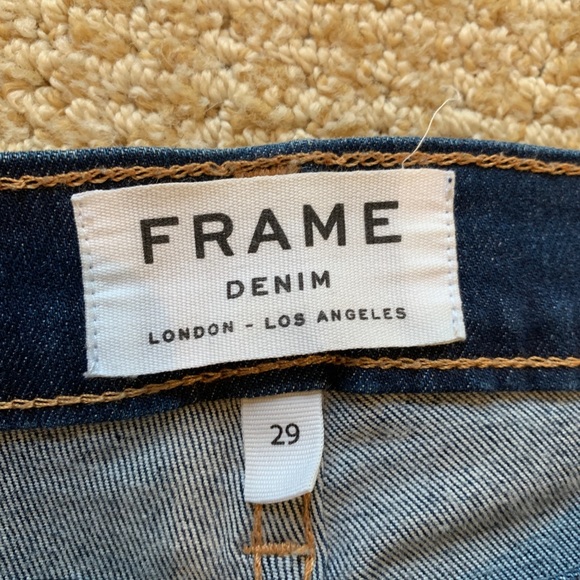 FRAME
DENIM
LONDON - LOS ANGELES
29